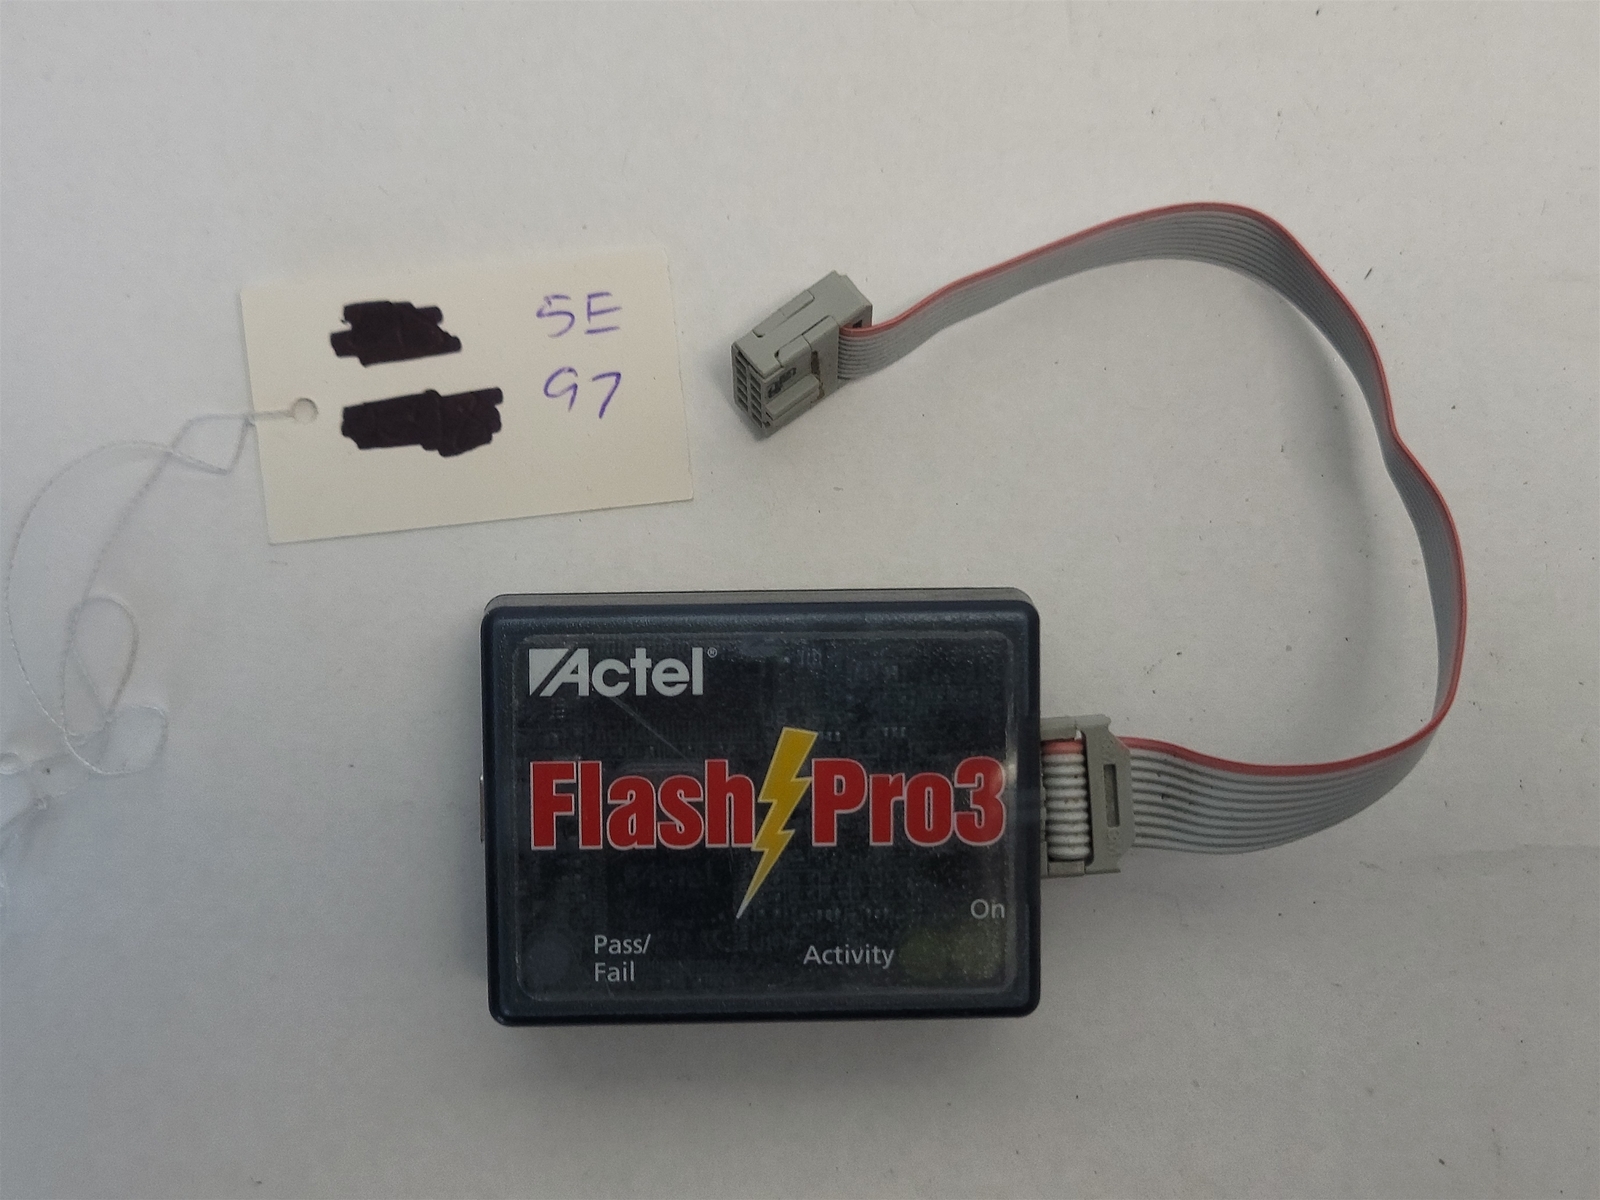 5E
97
Actel®
Flash Pro3
On
Pass/
Fail
Activity